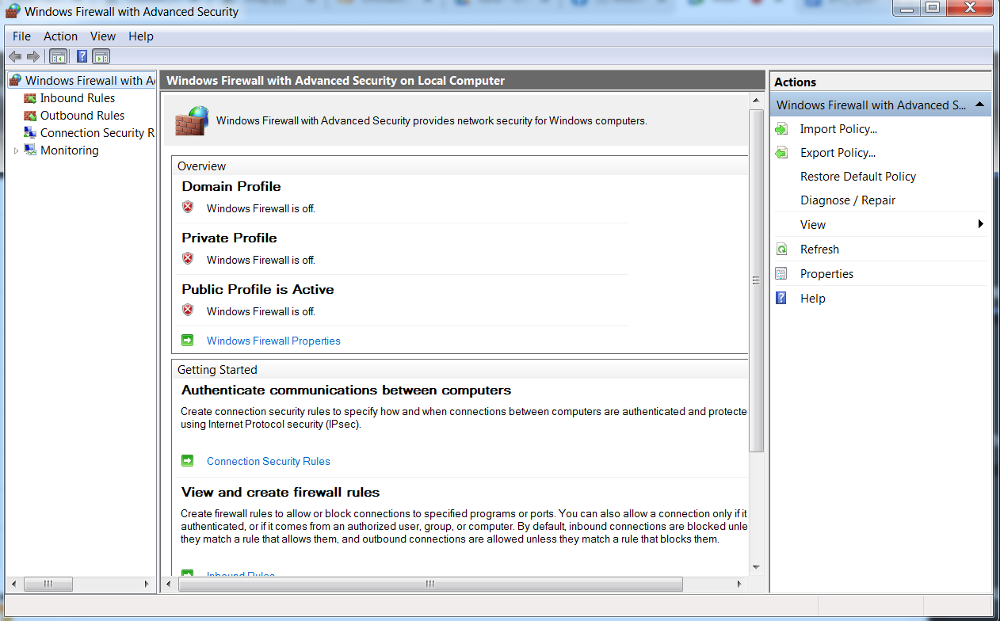 Windows Firewall with Advanced Security
File Action View Help
Windows Firewall with A
Inbound Rules
Outbound Rules
Connection Security R
Monitoring
Windows Firewall with Advanced Security on Local Computer
Windows Firewall with Advanced Security provides network security for Windows computers.
Overview
Domain Profile
Windows Firewall is off.
Private Profile
Windows Firewall is off.
Public Profile is Active
Windows Firewall is off.
Windows Firewall Properties
Getting Started
Authenticate communications between computers
Create connection security rules to specify how and when connections between computers are authenticated and protecte
using Internet Protocol security (IPsec).
Connection Security Rules
View and create firewall rules
Create firewall rules to allow or block connections to specified programs or ports. You can also allow a connection only if it
authenticated, or if it comes from an authorized user, group, or computer. By default, inbound connections are blocked unle
they match a rule that allows them, and outbound connections are allowed unless they match a rule that blocks them.
Inbound Rules
Actions
Windows Firewall with Advanced S...
Import Policy...
Export Policy...
Restore Default Policy
Diagnose / Repair
View
Refresh
Properties
Help